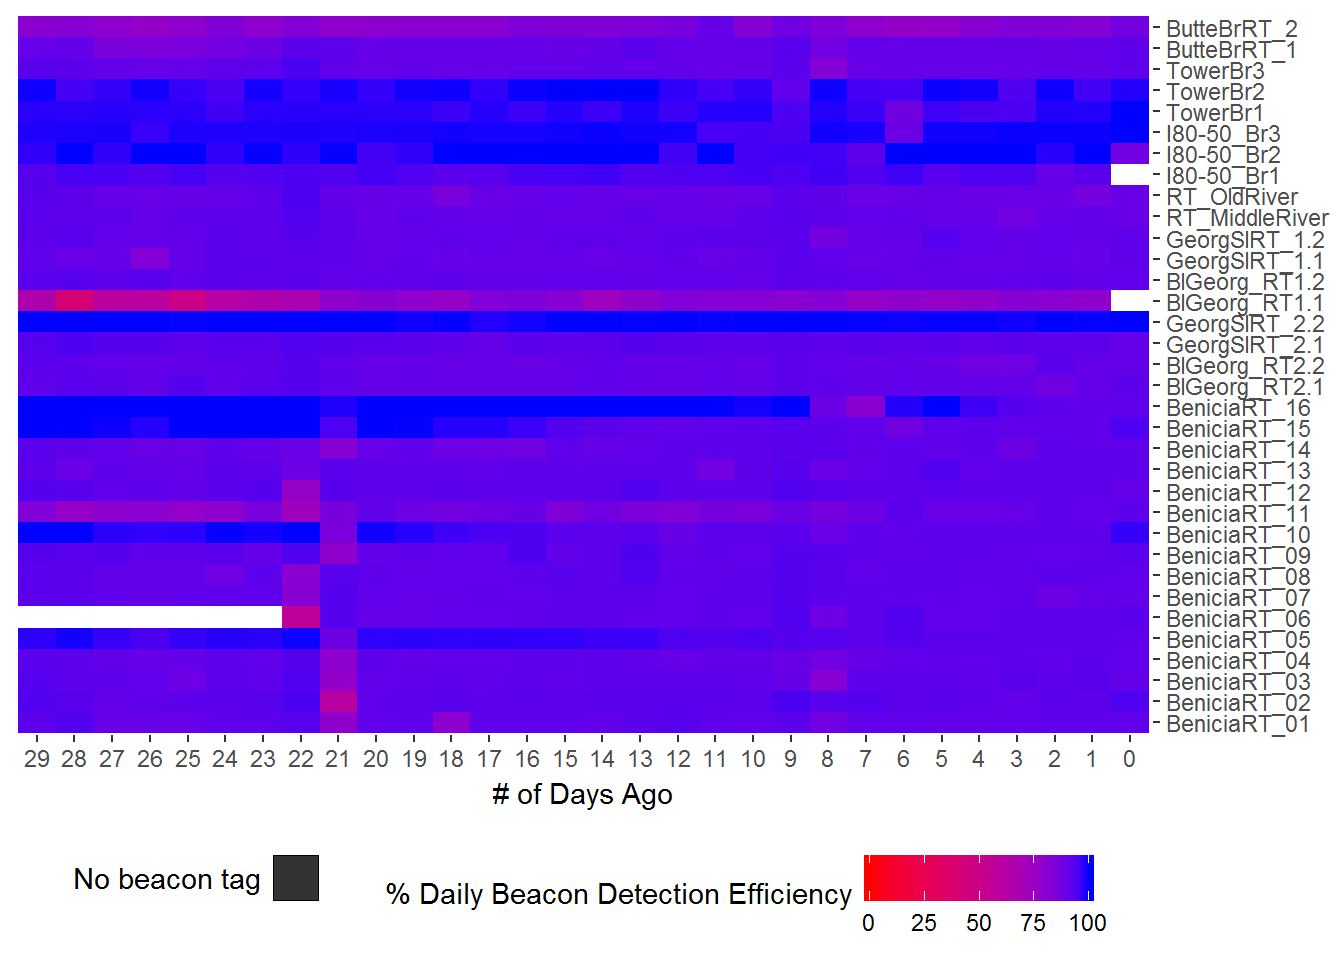 ButteBrRT_2
ButteBrRT_1
TowerBr3
TowerBr2
TowerBr1
I80-50_Br3
I80-50_Br2
I80-50_Br1
RT_OldRiver
RT_MiddleRiver
GeorgSlRT_1.2
GeorgSlRT_1.1
BlGeorg_RT1.2
BlGeorg_RT1.1
GeorgSlRT_2.2
GeorgSlRT_2.1
BlGeorg_RT2.2
BlGeorg_RT2.1
BeniciaRT_16
BeniciaRT_15
BeniciaRT_14
BeniciaRT_13
BeniciaRT_12
BeniciaRT_11
BeniciaRT_10
BeniciaRT_09
BeniciaRT_08
BeniciaRT_07
BeniciaRT_06
BeniciaRT_05
BeniciaRT_04
BeniciaRT_03
BeniciaRT_02
BeniciaRT_01
29 28 27 26 25 24 23 22 21 20 19 18 17 16 15 14 13 12 11 10 9 8 7 6 5 4 3 2 1 0
# of Days Ago
No beacon tag
% Daily Beacon Detection Efficiency
0 25 50 75 100